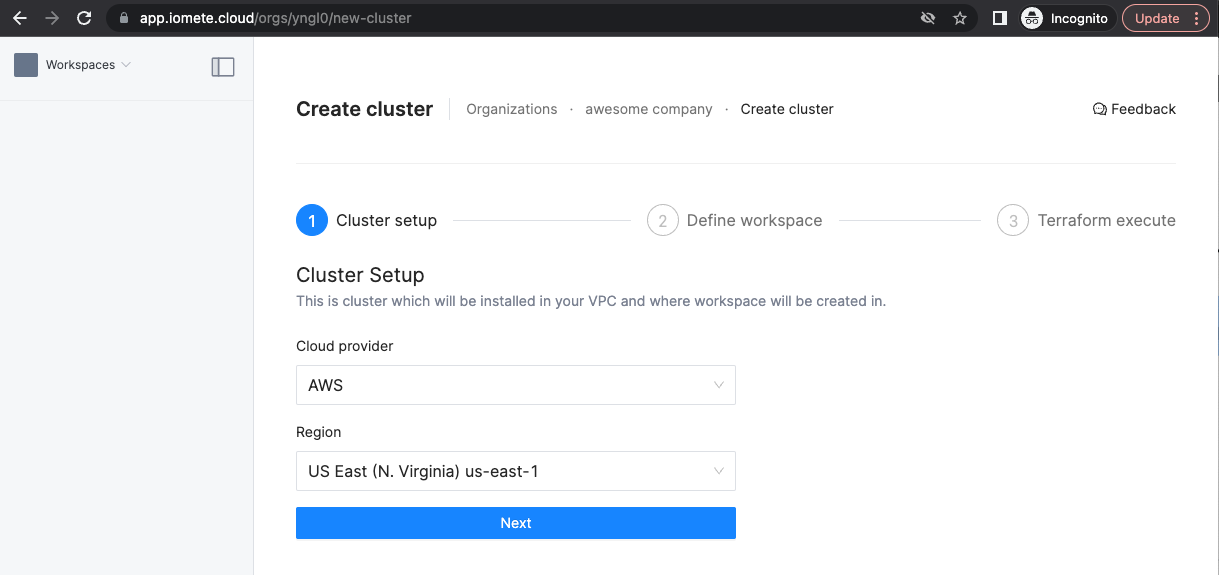 app.iomete.cloud/orgs/yngl0/new-cluster
Incognito
Update
Workspaces
Create cluster
Organizations · awesome company · Create cluster
Feedback
1 Cluster setup
2 Define workspace
3 Terraform execute
Cluster Setup
This is cluster which will be installed in your VPC and where workspace will be created in.
Cloud provider
AWS
Region
US East (N. Virginia) us-east-1
Next